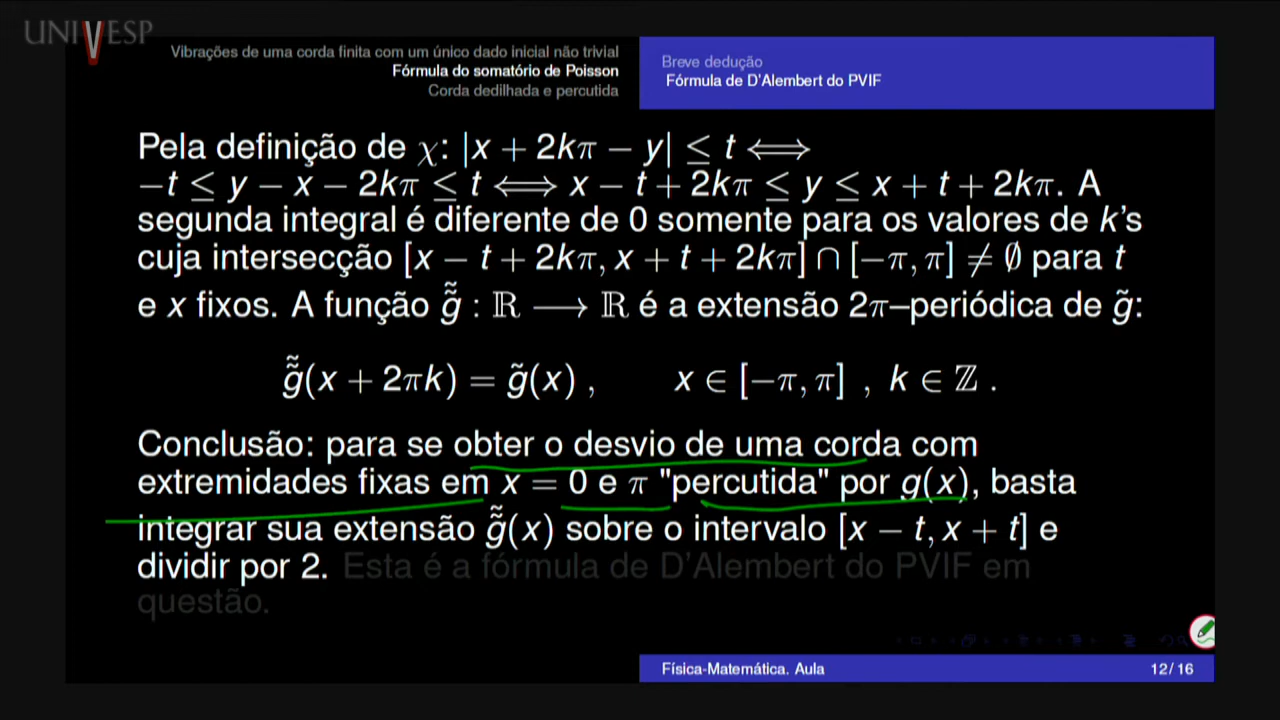 UNIVESP
Vibrações de uma corda finita com um único dado inicial não trivial
Fórmula do somatório de Poisson
Corda dedilhada e percutida
Breve dedução
Fórmula de D'Alembert do PVIF
Pela definição de χ: |x + 2kπ − y| ≤ t ⟺
−t ≤ y − x − 2kπ ≤ t ⟺ x − t + 2kπ ≤ y ≤ x + t + 2kπ. A
segunda integral é diferente de 0 somente para os valores de k's
cuja intersecção [x − t + 2kπ, x + t + 2kπ] ∩ [−π, π] ≠ ∅ para t
e x fixos. A função g̃̃ : ℝ ⟶ ℝ é a extensão 2π–periódica de g̃:
g̃̃(x + 2πk) = g̃(x) , x ∈ [−π, π] , k ∈ ℤ .
Conclusão: para se obter o desvio de uma corda com
extremidades fixas em x = 0 e π "percutida" por g(x), basta
integrar sua extensão g̃̃(x) sobre o intervalo [x − t, x + t] e
dividir por 2. Esta é a fórmula de D'Alembert do PVIF em
questão.
Física-Matemática. Aula
12/ 16